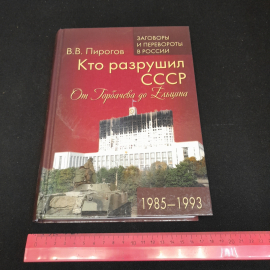 ЗАГОВОРЫ
И ПЕРЕВОРОТЫ
В РОССИИ
В.В. Пирогов
Кто разрушил
СССР
От Горбачева до Ельцина
1985–1993